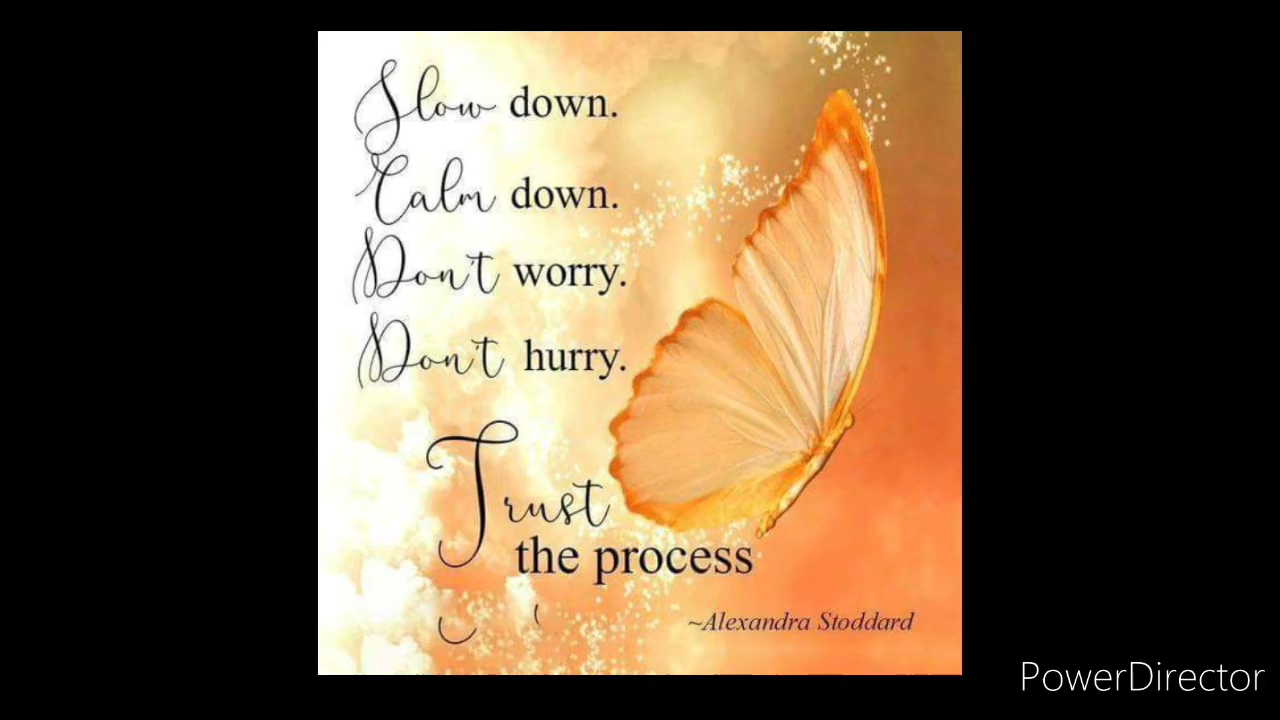 Slow down.
Calm down.
Don't worry.
Don't hurry.
Trust
the process
~Alexandra Stoddard
PowerDirector